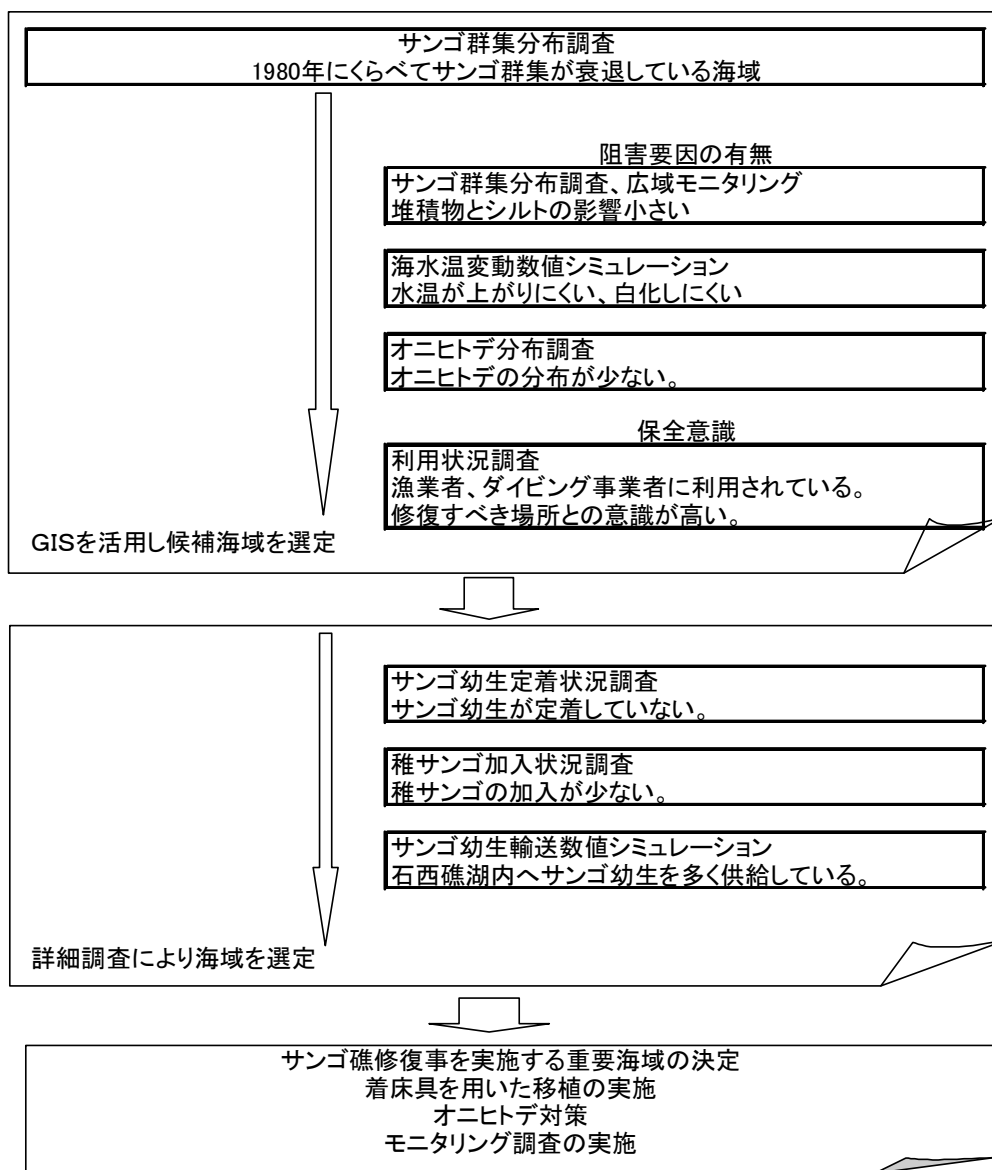 サンゴ群集分布調査
1980年にくらべてサンゴ群集が衰退している海域
阻害要因の有無
サンゴ群集分布調査、広域モニタリング
堆積物とシルトの影響小さい
海水温変動数値シミュレーション
水温が上がりにくい、白化しにくい
オニヒトデ分布調査
オニヒトデの分布が少ない。
保全意識
利用状況調査
漁業者、ダイビング事業者に利用されている。
修復すべき場所との意識が高い。
GISを活用し候補海域を選定
サンゴ幼生定着状況調査
サンゴ幼生が定着していない。
稚サンゴ加入状況調査
稚サンゴの加入が少ない。
サンゴ幼生輸送数値シミュレーション
石西礁湖内へサンゴ幼生を多く供給している。
詳細調査により海域を選定
サンゴ礁修復事を実施する重要海域の決定
着床具を用いた移植の実施
オニヒトデ対策
モニタリング調査の実施